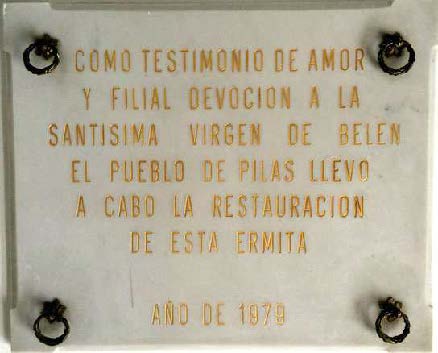 COMO TESTIMONIO DE AMOR
Y FILIAL DEVOCION A LA
SANTISIMA VIRGEN DE BELEN
EL PUEBLO DE PILAS LLEVO
A CABO LA RESTAURACION
DE ESTA ERMITA
AÑO DE 1979